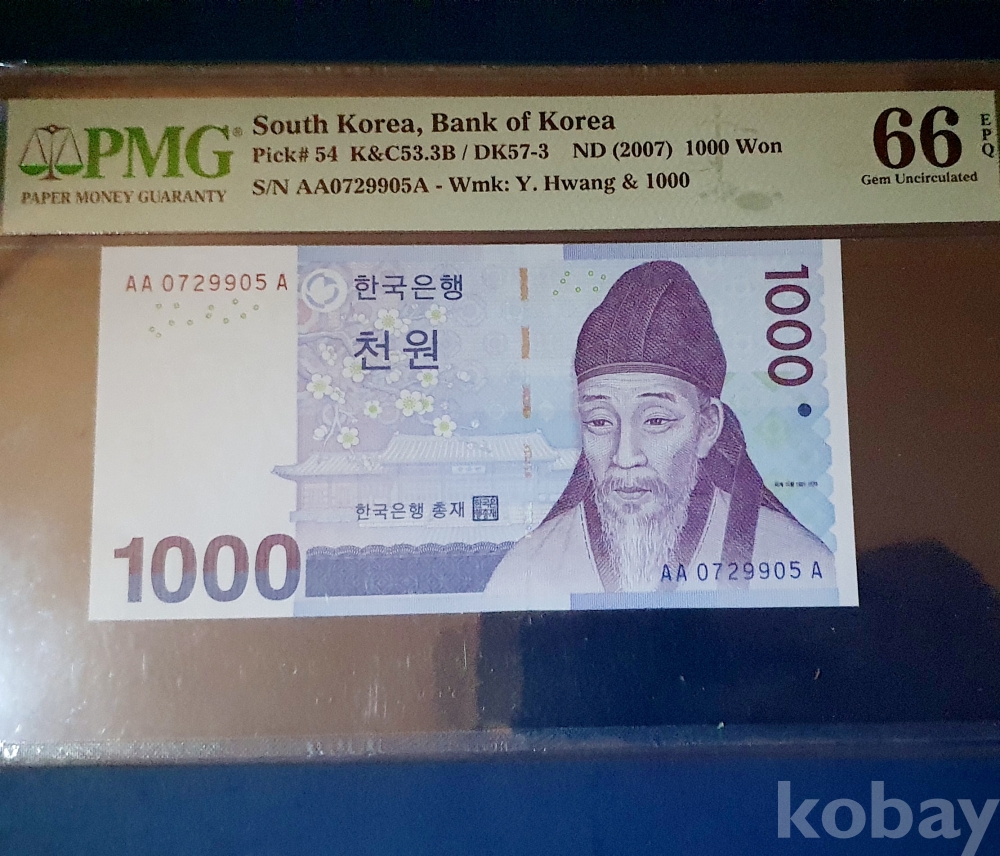 PMG®
PAPER MONEY GUARANTY
South Korea, Bank of Korea
Pick# 54 K&C53.3B / DK57-3 ND (2007) 1000 Won
S/N AA0729905A - Wmk: Y. Hwang & 1000
66
EPQ
Gem Uncirculated
AA 0729905 A
한국은행
천원
1000
한국은행 총재
1000
AA 0729905 A
kobay